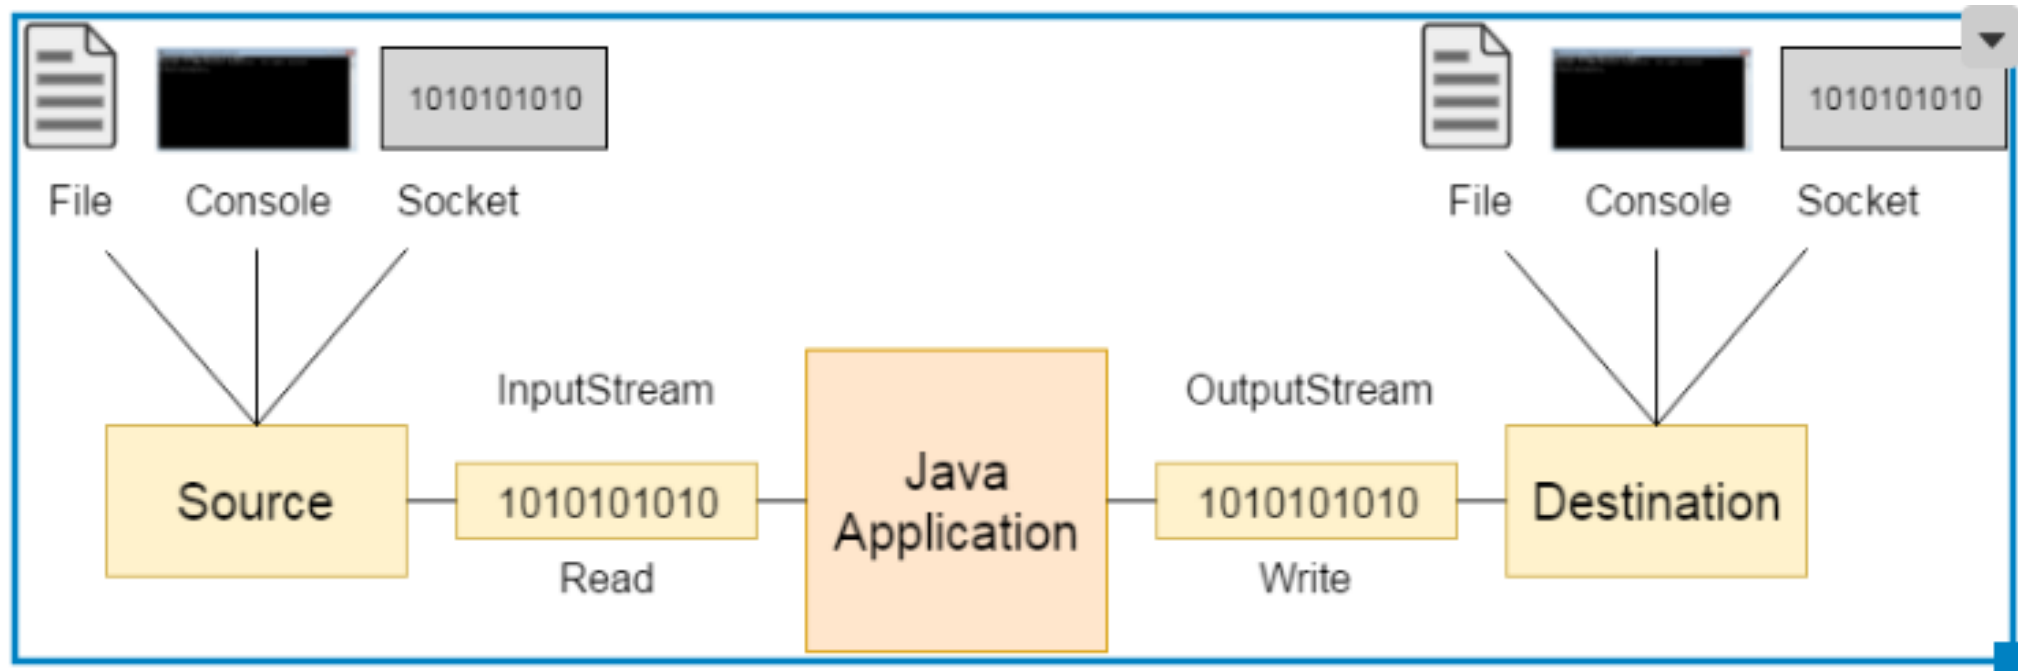 1010101010
1010101010
File
Console
Socket
File
Console
Socket
InputStream
OutputStream
Source
1010101010
Java
Application
1010101010
Destination
Read
Write